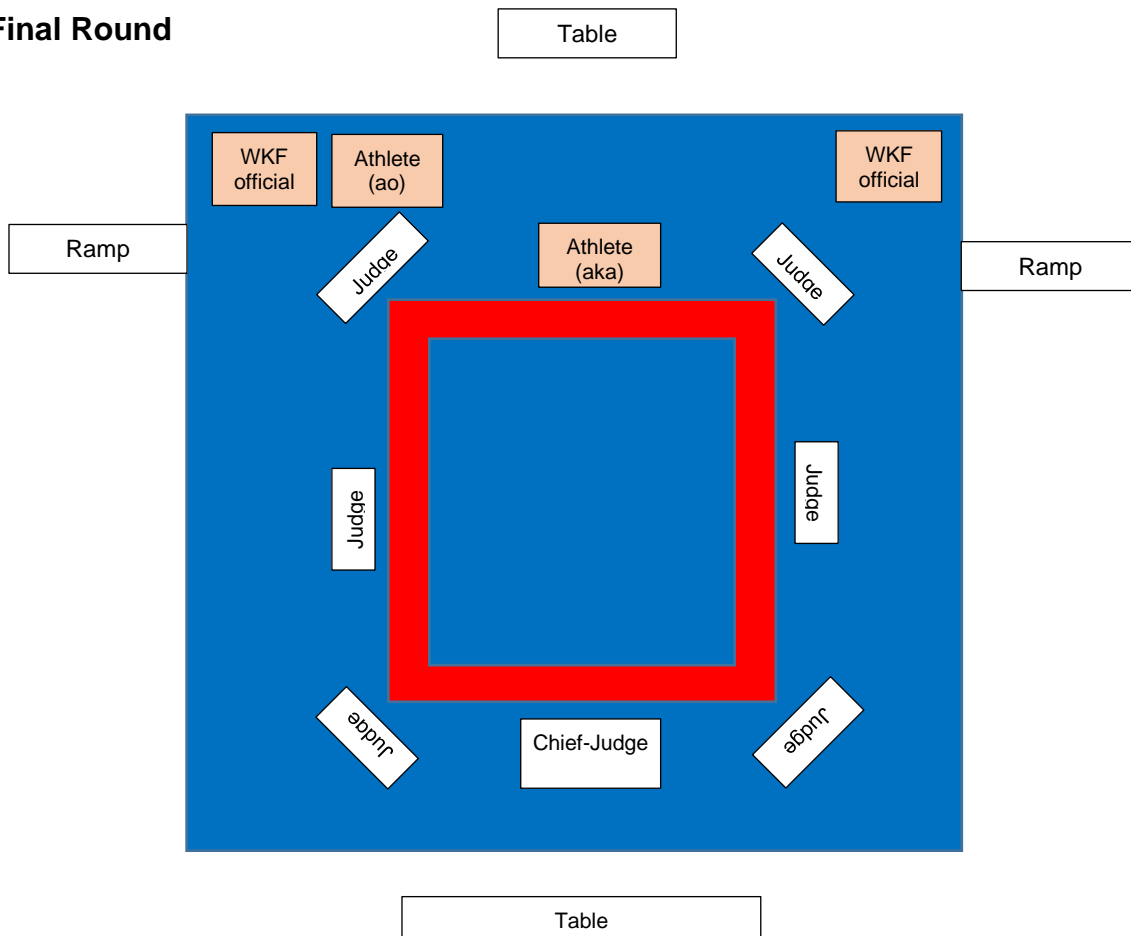 Final Round
Table
WKF
official
Athlete
(ao)
WKF
official
Ramp
Judge
Athlete
(aka)
Judge
Ramp
Judge
Judge
Judge
Chief-Judge
Judge
Table